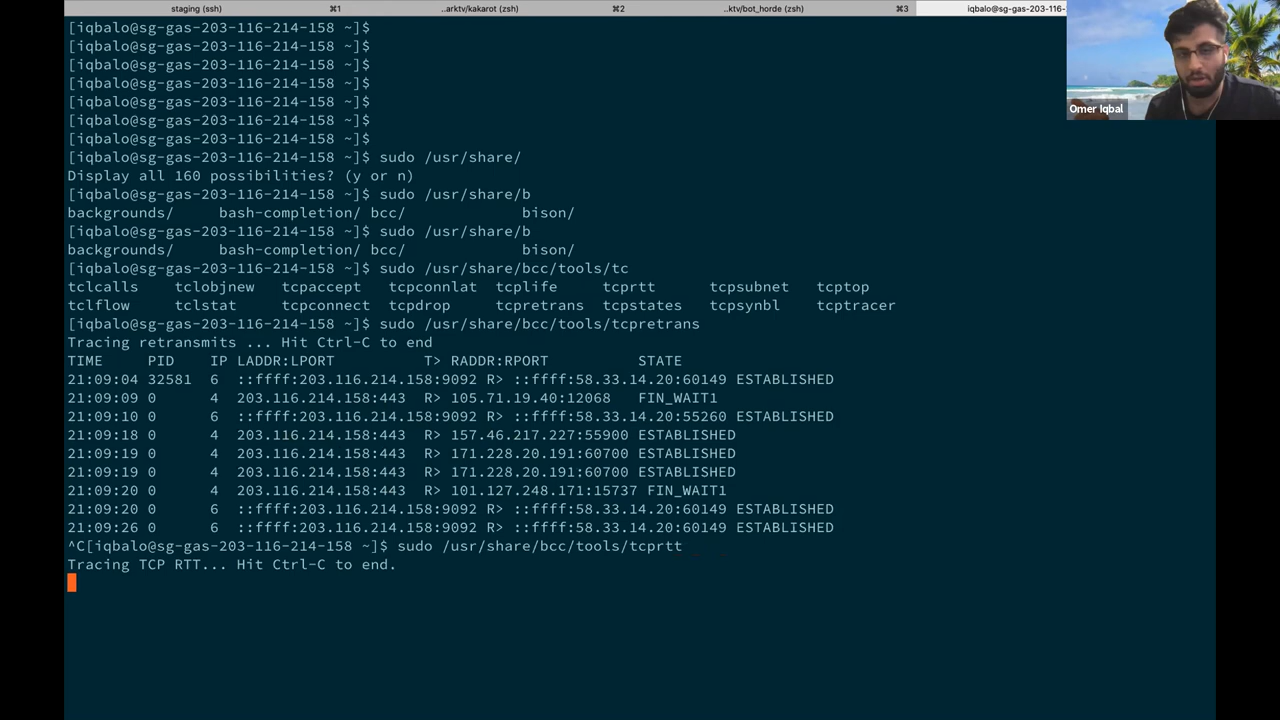 staging (ssh) ⌘1 ..arktv/kakarot (zsh) ⌘2 ..ktv/bot_horde (zsh) ⌘3 iqbalo@sg-gas-203-116-
Omer Iqbal
[iqbalo@sg-gas-203-116-214-158 ~]$
[iqbalo@sg-gas-203-116-214-158 ~]$
[iqbalo@sg-gas-203-116-214-158 ~]$
[iqbalo@sg-gas-203-116-214-158 ~]$
[iqbalo@sg-gas-203-116-214-158 ~]$
[iqbalo@sg-gas-203-116-214-158 ~]$
[iqbalo@sg-gas-203-116-214-158 ~]$
[iqbalo@sg-gas-203-116-214-158 ~]$ sudo /usr/share/
Display all 160 possibilities? (y or n)
[iqbalo@sg-gas-203-116-214-158 ~]$ sudo /usr/share/b
backgrounds/ bash-completion/ bcc/ bison/
[iqbalo@sg-gas-203-116-214-158 ~]$ sudo /usr/share/b
backgrounds/ bash-completion/ bcc/ bison/
[iqbalo@sg-gas-203-116-214-158 ~]$ sudo /usr/share/bcc/tools/tc
tclcalls tclobjnew tcpaccept tcpconnlat tcplife tcprtt tcpsubnet tcptop
tclflow tclstat tcpconnect tcpdrop tcpretrans tcpstates tcpsynbl tcptracer
[iqbalo@sg-gas-203-116-214-158 ~]$ sudo /usr/share/bcc/tools/tcpretrans
Tracing retransmits ... Hit Ctrl-C to end
TIME PID IP LADDR:LPORT T> RADDR:RPORT STATE
21:09:04 32581 6 ::ffff:203.116.214.158:9092 R> ::ffff:58.33.14.20:60149 ESTABLISHED
21:09:09 0 4 203.116.214.158:443 R> 105.71.19.40:12068 FIN_WAIT1
21:09:10 0 6 ::ffff:203.116.214.158:9092 R> ::ffff:58.33.14.20:55260 ESTABLISHED
21:09:18 0 4 203.116.214.158:443 R> 157.46.217.227:55900 ESTABLISHED
21:09:19 0 4 203.116.214.158:443 R> 171.228.20.191:60700 ESTABLISHED
21:09:19 0 4 203.116.214.158:443 R> 171.228.20.191:60700 ESTABLISHED
21:09:20 0 4 203.116.214.158:443 R> 101.127.248.171:15737 FIN_WAIT1
21:09:20 0 6 ::ffff:203.116.214.158:9092 R> ::ffff:58.33.14.20:60149 ESTABLISHED
21:09:26 0 6 ::ffff:203.116.214.158:9092 R> ::ffff:58.33.14.20:60149 ESTABLISHED
^C[iqbalo@sg-gas-203-116-214-158 ~]$ sudo /usr/share/bcc/tools/tcprtt
Tracing TCP RTT... Hit Ctrl-C to end.